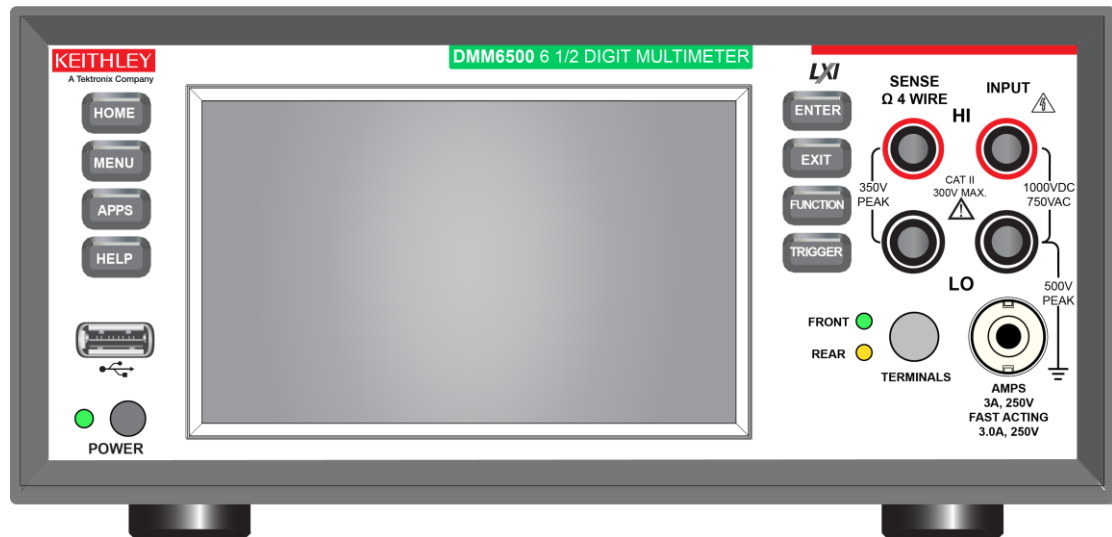 KEITHLEY
A Tektronix Company
DMM6500 6 1/2 DIGIT MULTIMETER
LXI
HOME
MENU
APPS
HELP
POWER
ENTER
EXIT
FUNCTION
TRIGGER
SENSE
Ω 4 WIRE
INPUT
HI
350V
PEAK
CAT II
300V MAX.
1000VDC
750VAC
LO
500V
PEAK
FRONT
REAR
TERMINALS
AMPS
3A, 250V
FAST ACTING
3.0A, 250V